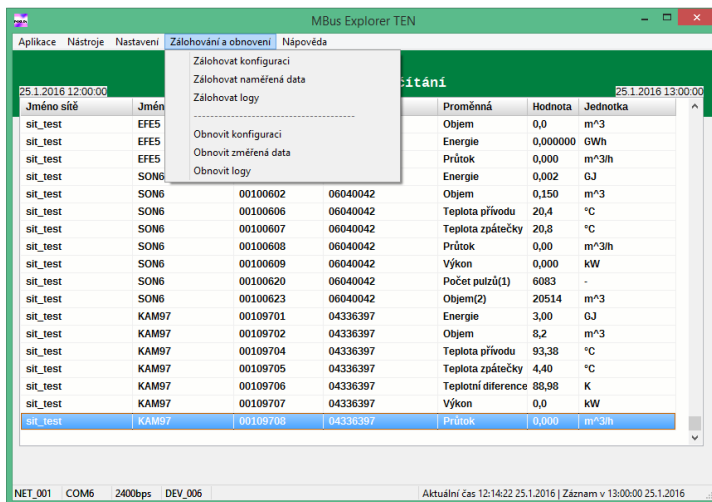 MBus Explorer TEN
Aplikace Nástroje Nastavení Zálohování a obnovení Nápověda
Zálohovat konfiguraci
Zálohovat naměřená data
Zálohovat logy
Obnovit konfiguraci
Obnovit změřená data
Obnovit logy
25.1.2016 12:00:00 25.1.2016 13:00:00
Jméno sítě Proměnná Hodnota Jednotka
sit_test EFE5 Objem 0,0 m^3
sit_test EFE5 Energie 0,000000 GWh
sit_test EFE5 Průtok 0,000 m^3/h
sit_test SON6 Energie 0,002 GJ
sit_test SON6 00100602 06040042 Objem 0,150 m^3
sit_test SON6 00100606 06040042 Teplota přívodu 20,4 °C
sit_test SON6 00100607 06040042 Teplota zpátečky 20,8 °C
sit_test SON6 00100608 06040042 Průtok 0,00 m^3/h
sit_test SON6 00100609 06040042 Výkon 0,000 kW
sit_test SON6 00100620 06040042 Počet pulzů(1) 6083 -
sit_test SON6 00100623 06040042 Objem(2) 20514 m^3
sit_test KAM97 00109701 04336397 Energie 3,00 GJ
sit_test KAM97 00109702 04336397 Objem 8,2 m^3
sit_test KAM97 00109704 04336397 Teplota přívodu 93,38 °C
sit_test KAM97 00109705 04336397 Teplota zpátečky 4,40 °C
sit_test KAM97 00109706 04336397 Teplotní diference 88,98 K
sit_test KAM97 00109707 04336397 Výkon 0,0 kW
sit_test KAM97 00109708 04336397 Průtok 0,000 m^3/h
NET_001 COM6 2400bps DEV_006 Aktuální čas 12:14:22 25.1.2016 | Záznam v 13:00:00 25.1.2016